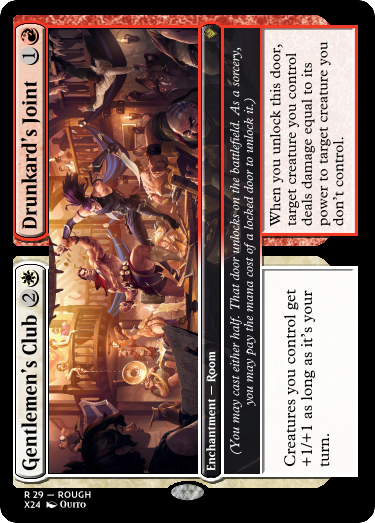 Gentlemen's Club 2
Enchantment — Room
(You may cast either half. That door unlocks on the battlefield. As a sorcery,
you may pay the mana cost of a locked door to unlock it.)
Creatures you control get
+1/+1 as long as it's your
turn.
Drunkard's Joint 1
When you unlock this door,
target creature you control
deals damage equal to its
power to target creature you
don't control.
R 29 — ROUGH
X24 Quito